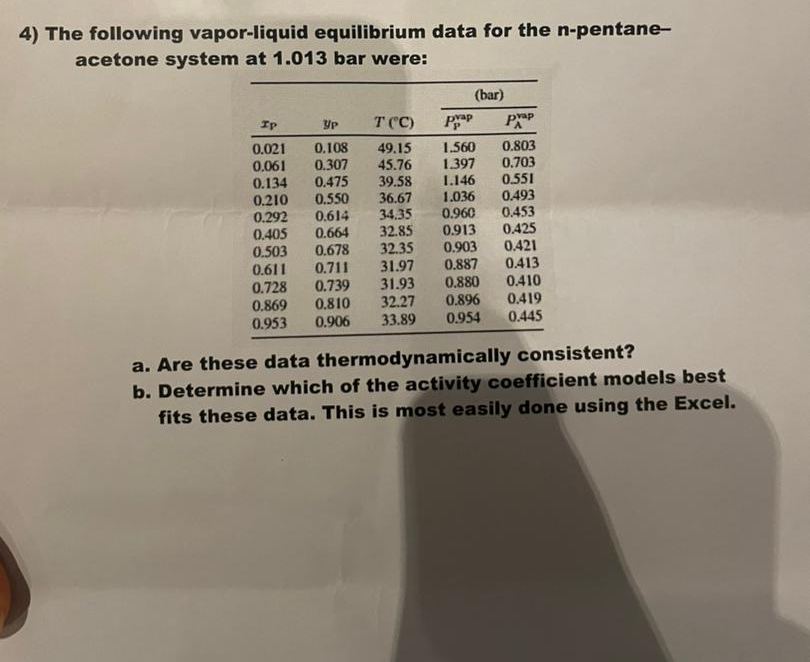 4) The following vapor-liquid equilibrium data for the n-pentane–
acetone system at 1.013 bar were:
(bar)
xP yP T (°C) PPvap PAvap
0.021 0.108 49.15 1.560 0.803
0.061 0.307 45.76 1.397 0.703
0.134 0.475 39.58 1.146 0.551
0.210 0.550 36.67 1.036 0.493
0.292 0.614 34.35 0.960 0.453
0.405 0.664 32.85 0.913 0.425
0.503 0.678 32.35 0.903 0.421
0.611 0.711 31.97 0.887 0.413
0.728 0.739 31.93 0.880 0.410
0.869 0.810 32.27 0.896 0.419
0.953 0.906 33.89 0.954 0.445
a. Are these data thermodynamically consistent?
b. Determine which of the activity coefficient models best
fits these data. This is most easily done using the Excel.